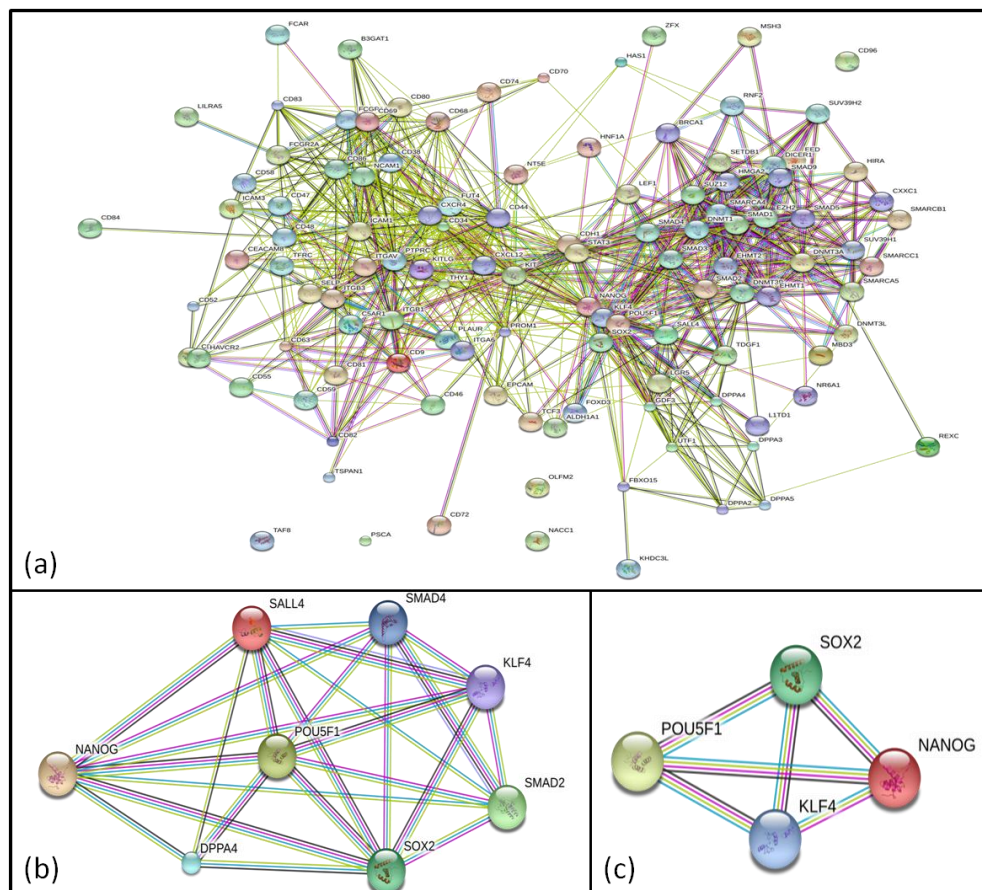 FCAR
ZFX
MSH3
B3GAT1
HAS1
CD96
CD70
CD74
CD83
CD80
RNF2
LILRA5
CD69
CD68
SUV39H2
BRCA1
HNF1A
FCGR2A
SETDB1
DICER1
EED
CD86
CD38
NCAM1
NT5E
HMGA2
SMAD9
HIRA
CD58
SUZ12
FUT4
LEF1
CD47
CXCR4
CD44
SMARCA4
EZH2
CXXC1
ICAM3
CD34
SMAD5
SMARCB1
CD84
ICAM1
CDH1
SMAD4
DNMT1
SMAD1
CD48
STAT3
CEACAM8
PTPRC
SUV39H1
ITGAV
KITLG
CXCL12
KIT
SMAD3
EHMT2
DNMT3A
SMARCC1
TFRC
THY1
SMAD2
DNMT3B
EHMT1
SMARCA5
ITGB3
NANOG
CD52
KLF4
C5AR1
ITGB1
POU5F1
PROM1
SOX2
SALL4
DNMT3L
PLAUR
HAVCR2
CD63
ITGA6
TDGF1
MBD3
CD81
CD9
LGR5
CD55
CD59
CD46
EPCAM
DPPA4
NR6A1
GDF3
FOXD3
TCF3
ALDH1A1
L1TD1
CD82
UTF1
DPPA3
REXC
TSPAN1
OLFM2
FBXO15
DPPA2
DPPA5
CD72
TAF8
PSCA
NACC1
KHDC3L
(a)
SALL4
SMAD4
KLF4
POU5F1
NANOG
SMAD2
DPPA4
SOX2
(b)
SOX2
POU5F1
NANOG
KLF4
(c)